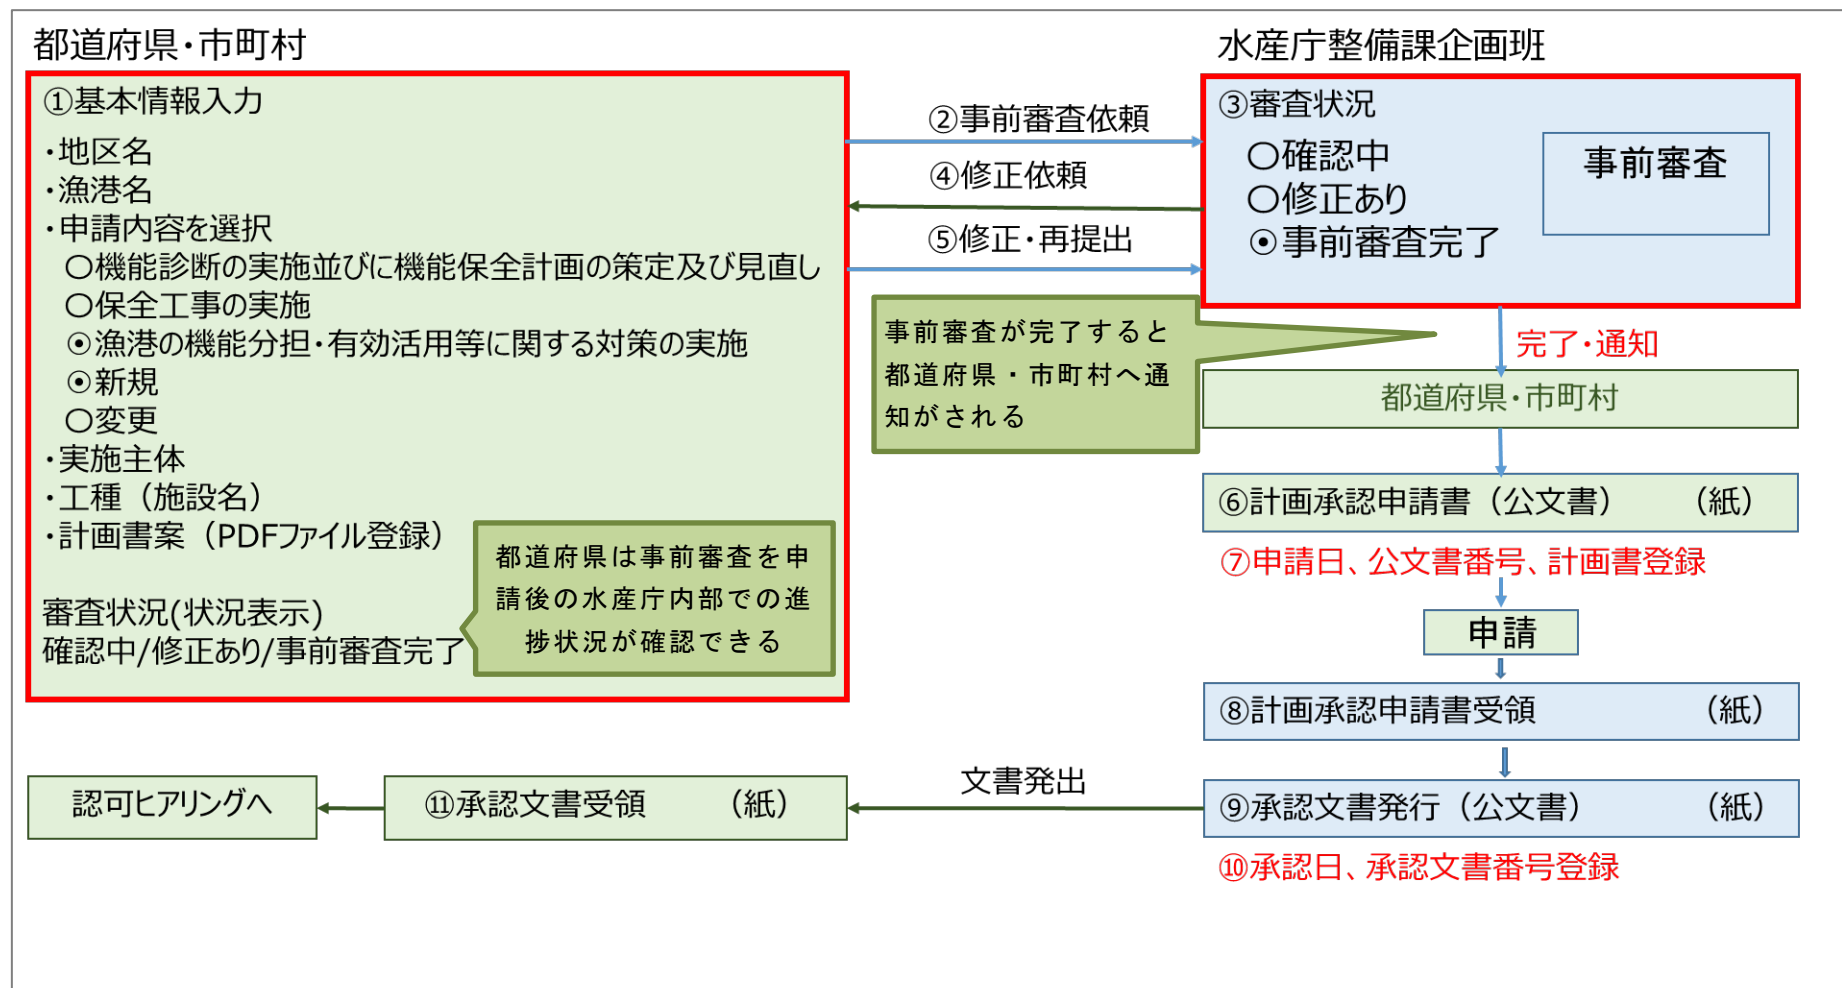 都道府県・市町村
①基本情報入力
・地区名
・漁港名
・申請内容を選択
○機能診断の実施並びに機能保全計画の策定及び見直し
○保全工事の実施
⦿漁港の機能分担・有効活用等に関する対策の実施
⦿新規
○変更
・実施主体
・工種（施設名）
・計画書案（PDFファイル登録）
審査状況(状況表示)
確認中/修正あり/事前審査完了
都道府県は事前審査を申
請後の水産庁内部での進
捗状況が確認できる
②事前審査依頼
④修正依頼
⑤修正・再提出
水産庁整備課企画班
③審査状況
○確認中
○修正あり
⦿事前審査完了
事前審査
事前審査が完了すると
都道府県・市町村へ通
知がされる
完了・通知
都道府県・市町村
⑥計画承認申請書（公文書）　（紙）
⑦申請日、公文書番号、計画書登録
申請
⑧計画承認申請書受領　（紙）
⑨承認文書発行（公文書）　（紙）
⑩承認日、承認文書番号登録
文書発出
⑪承認文書受領　（紙）
認可ヒアリングへ